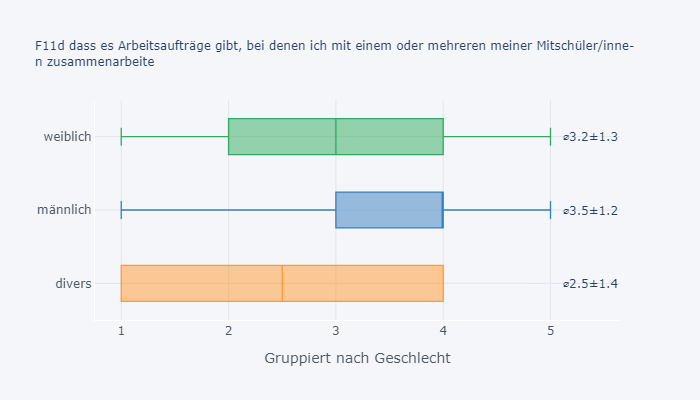 F11d dass es Arbeitsaufträge gibt, bei denen ich mit einem oder mehreren meiner Mitschüler/inne-
n zusammenarbeite
weiblich
⌀3.2±1.3
männlich
⌀3.5±1.2
divers
⌀2.5±1.4
1 2 3 4 5
Gruppiert nach Geschlecht